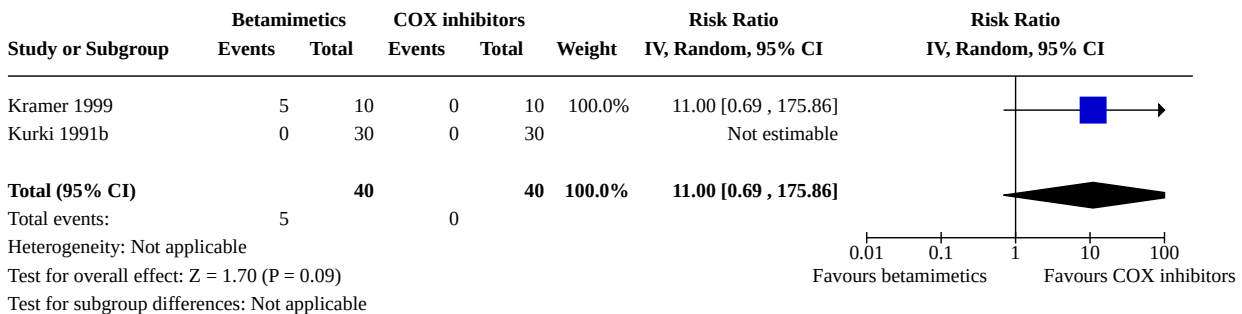 Betamimetics COX inhibitors Risk Ratio Risk Ratio
Study or Subgroup Events Total Events Total Weight IV, Random, 95% CI IV, Random, 95% CI
Kramer 1999 5 10 0 10 100.0% 11.00 [0.69 , 175.86]
Kurki 1991b 0 30 0 30 Not estimable
Total (95% CI) 40 40 100.0% 11.00 [0.69 , 175.86]
Total events: 5 0
Heterogeneity: Not applicable
0.01 0.1 1 10 100
Test for overall effect: Z = 1.70 (P = 0.09)
Favours betamimetics Favours COX inhibitors
Test for subgroup differences: Not applicable